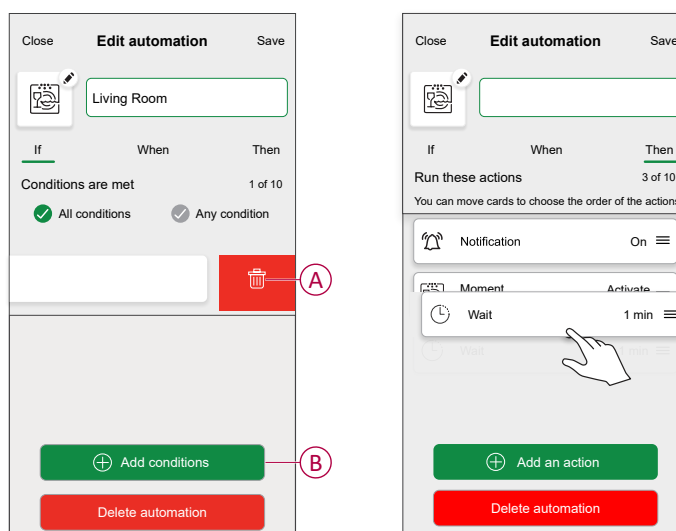 Close Edit automation Save
Living Room
If When Then
Conditions are met 1 of 10
All conditions Any condition
A
Add conditions
B
Delete automation
Close Edit automation Save
If When Then
Run these actions 3 of 10
You can move cards to choose the order of the actions
Notification On
Moment Activate
Wait 1 min
Wait 1 min
Add an action
Delete automation